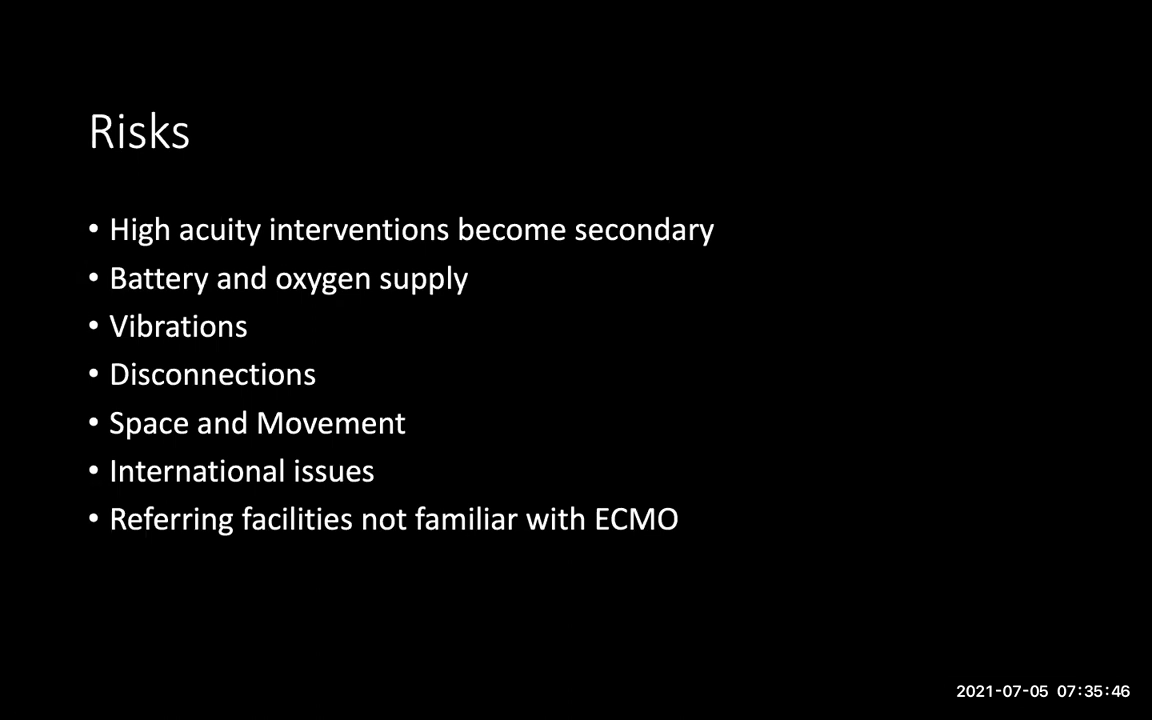 Risks
• High acuity interventions become secondary
• Battery and oxygen supply
• Vibrations
• Disconnections
• Space and Movement
• International issues
• Referring facilities not familiar with ECMO
2021-07-05 07:35:46